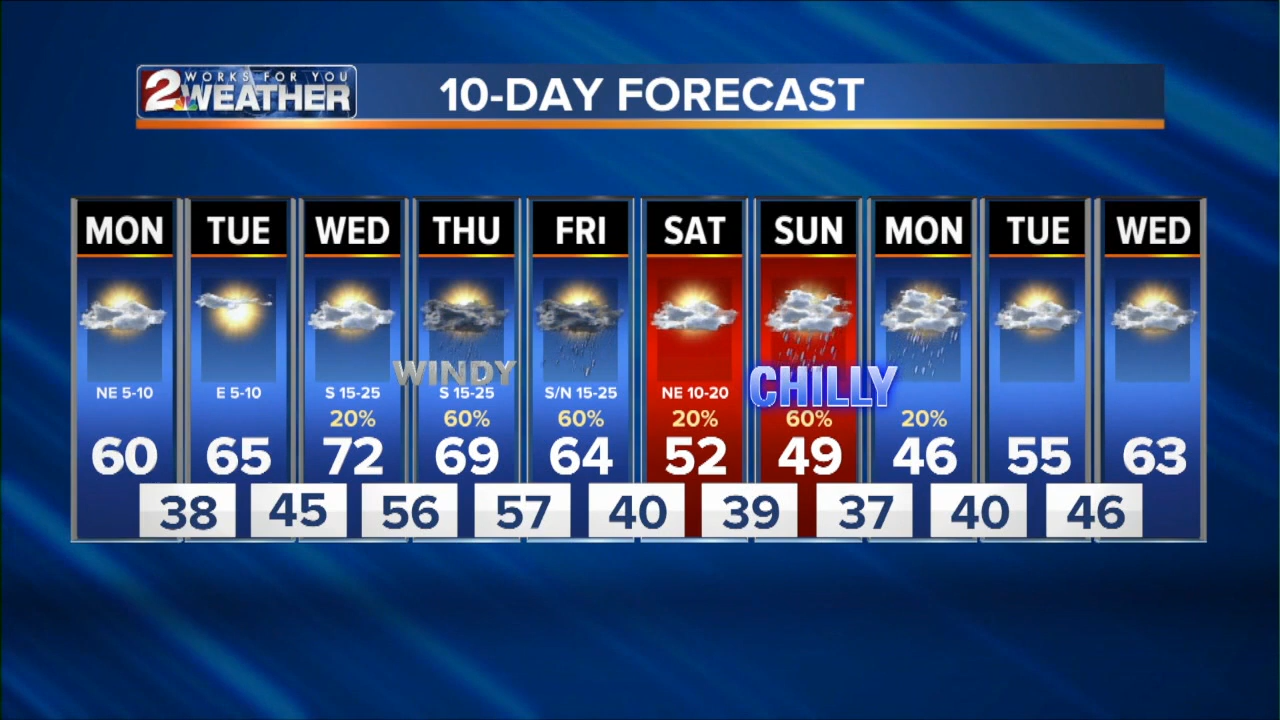 2 WORKS FOR YOU
WEATHER
10-DAY FORECAST
MON TUE WED THU FRI SAT SUN MON TUE WED
WINDY CHILLY
NE 5-10 E 5-10 S 15-25 S 15-25 S/N 15-25 NE 10-20
20% 60% 60% 20% 60% 20%
60 65 72 69 64 52 49 46 55 63
38 45 56 57 40 39 37 40 46